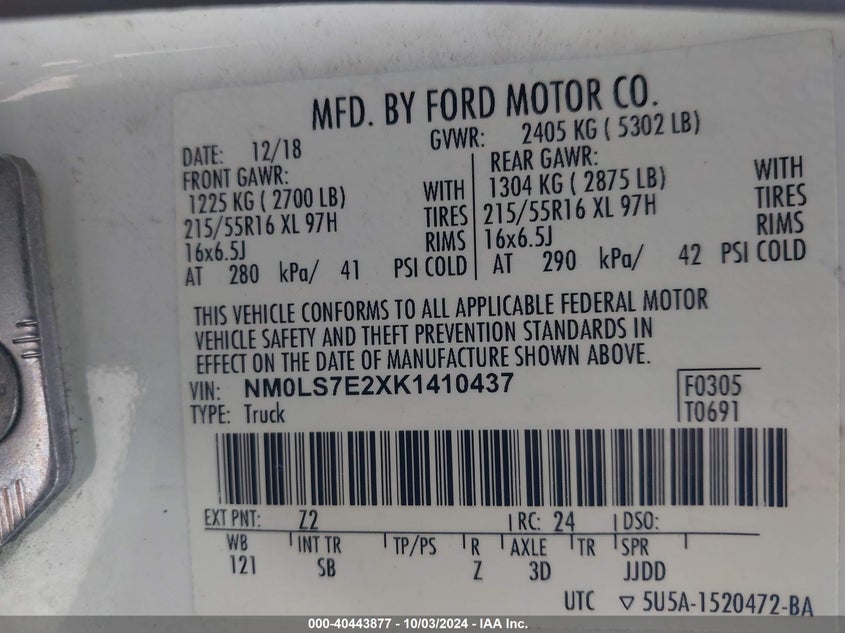 MFD. BY FORD MOTOR CO.
DATE: 12/18 GVWR: 2405 KG ( 5302 LB)
FRONT GAWR: REAR GAWR:
1225 KG ( 2700 LB) WITH 1304 KG ( 2875 LB) WITH
215/55R16 XL 97H TIRES 215/55R16 XL 97H TIRES
16x6.5J RIMS 16x6.5J RIMS
AT 280 kPa/ 41 PSI COLD AT 290 kPa/ 42 PSI COLD
THIS VEHICLE CONFORMS TO ALL APPLICABLE FEDERAL MOTOR
VEHICLE SAFETY AND THEFT PREVENTION STANDARDS IN
EFFECT ON THE DATE OF MANUFACTURE SHOWN ABOVE.
VIN: NM0LS7E2XK1410437 F0305
TYPE: Truck T0691
EXT PNT: Z2 RC: 24 DSO:
WB INT TR TP/PS R AXLE TR SPR
121 SB Z 3D JJDD
UTC ▽ 5U5A-1520472-BA
000-40443877 - 10/03/2024 - IAA Inc.